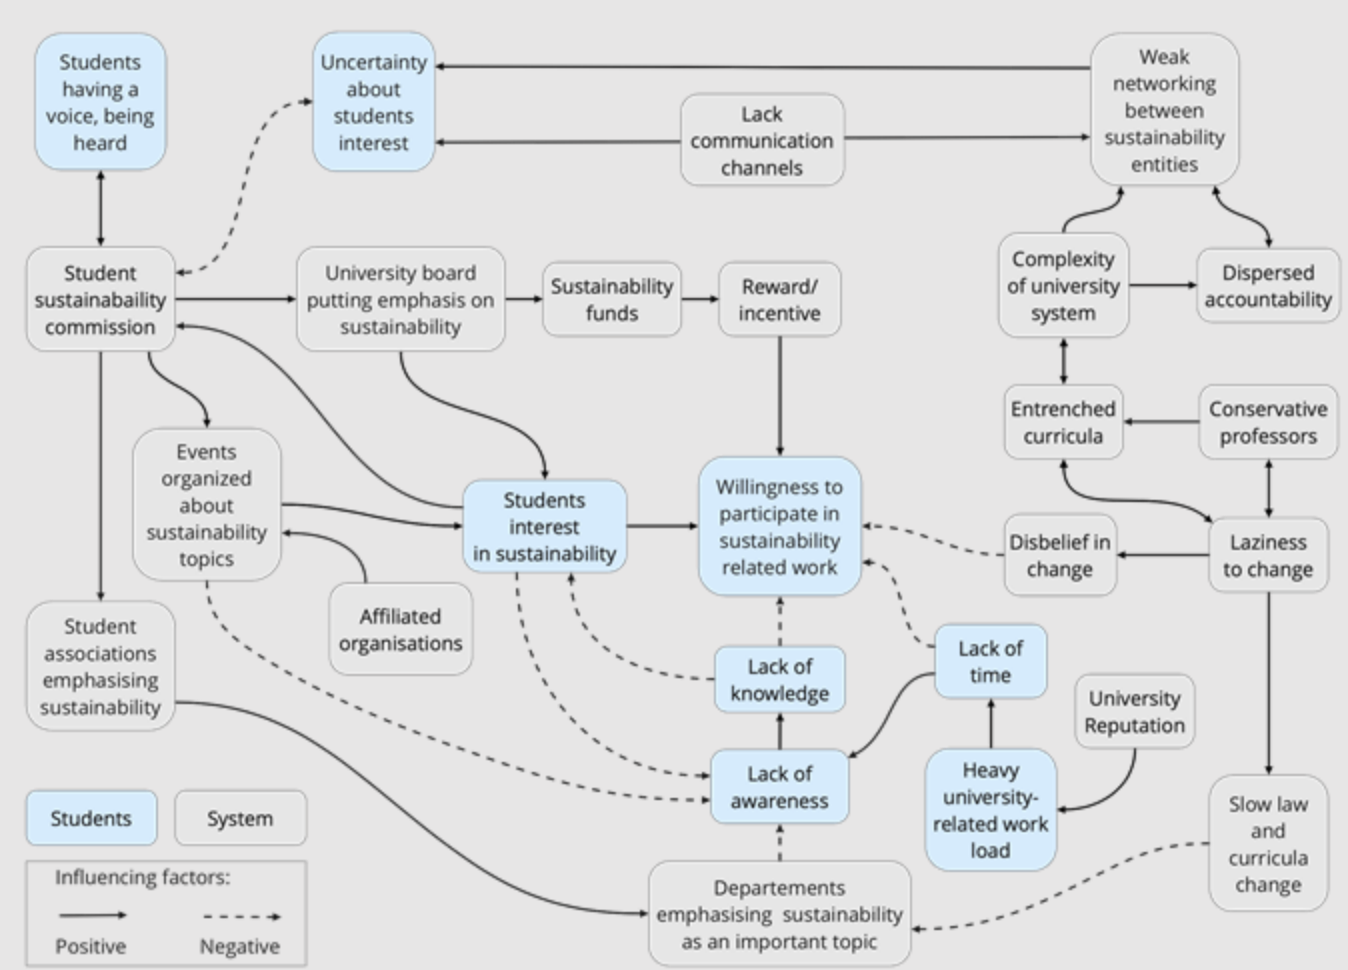 Students
having a
voice, being
heard
Uncertainty
about
students
interest
Lack
communication
channels
Weak
networking
between
sustainability
entities
Student
sustainabaility
commission
University board
putting emphasis on
sustainability
Sustainability
funds
Reward/
incentive
Complexity
of university
system
Dispersed
accountability
Entrenched
curricula
Conservative
professors
Events
organized
about
sustainability
topics
Students
interest
in sustainability
Willingness to
participate in
sustainability
related work
Disbelief in
change
Laziness
to change
Affiliated
organisations
Student
associations
emphasising
sustainability
Lack of
knowledge
Lack of
time
University
Reputation
Lack of
awareness
Heavy
university-
related work
load
Slow law
and
curricula
change
Departements
emphasising sustainability
as an important topic
Students
System
Influencing factors:
Positive
Negative